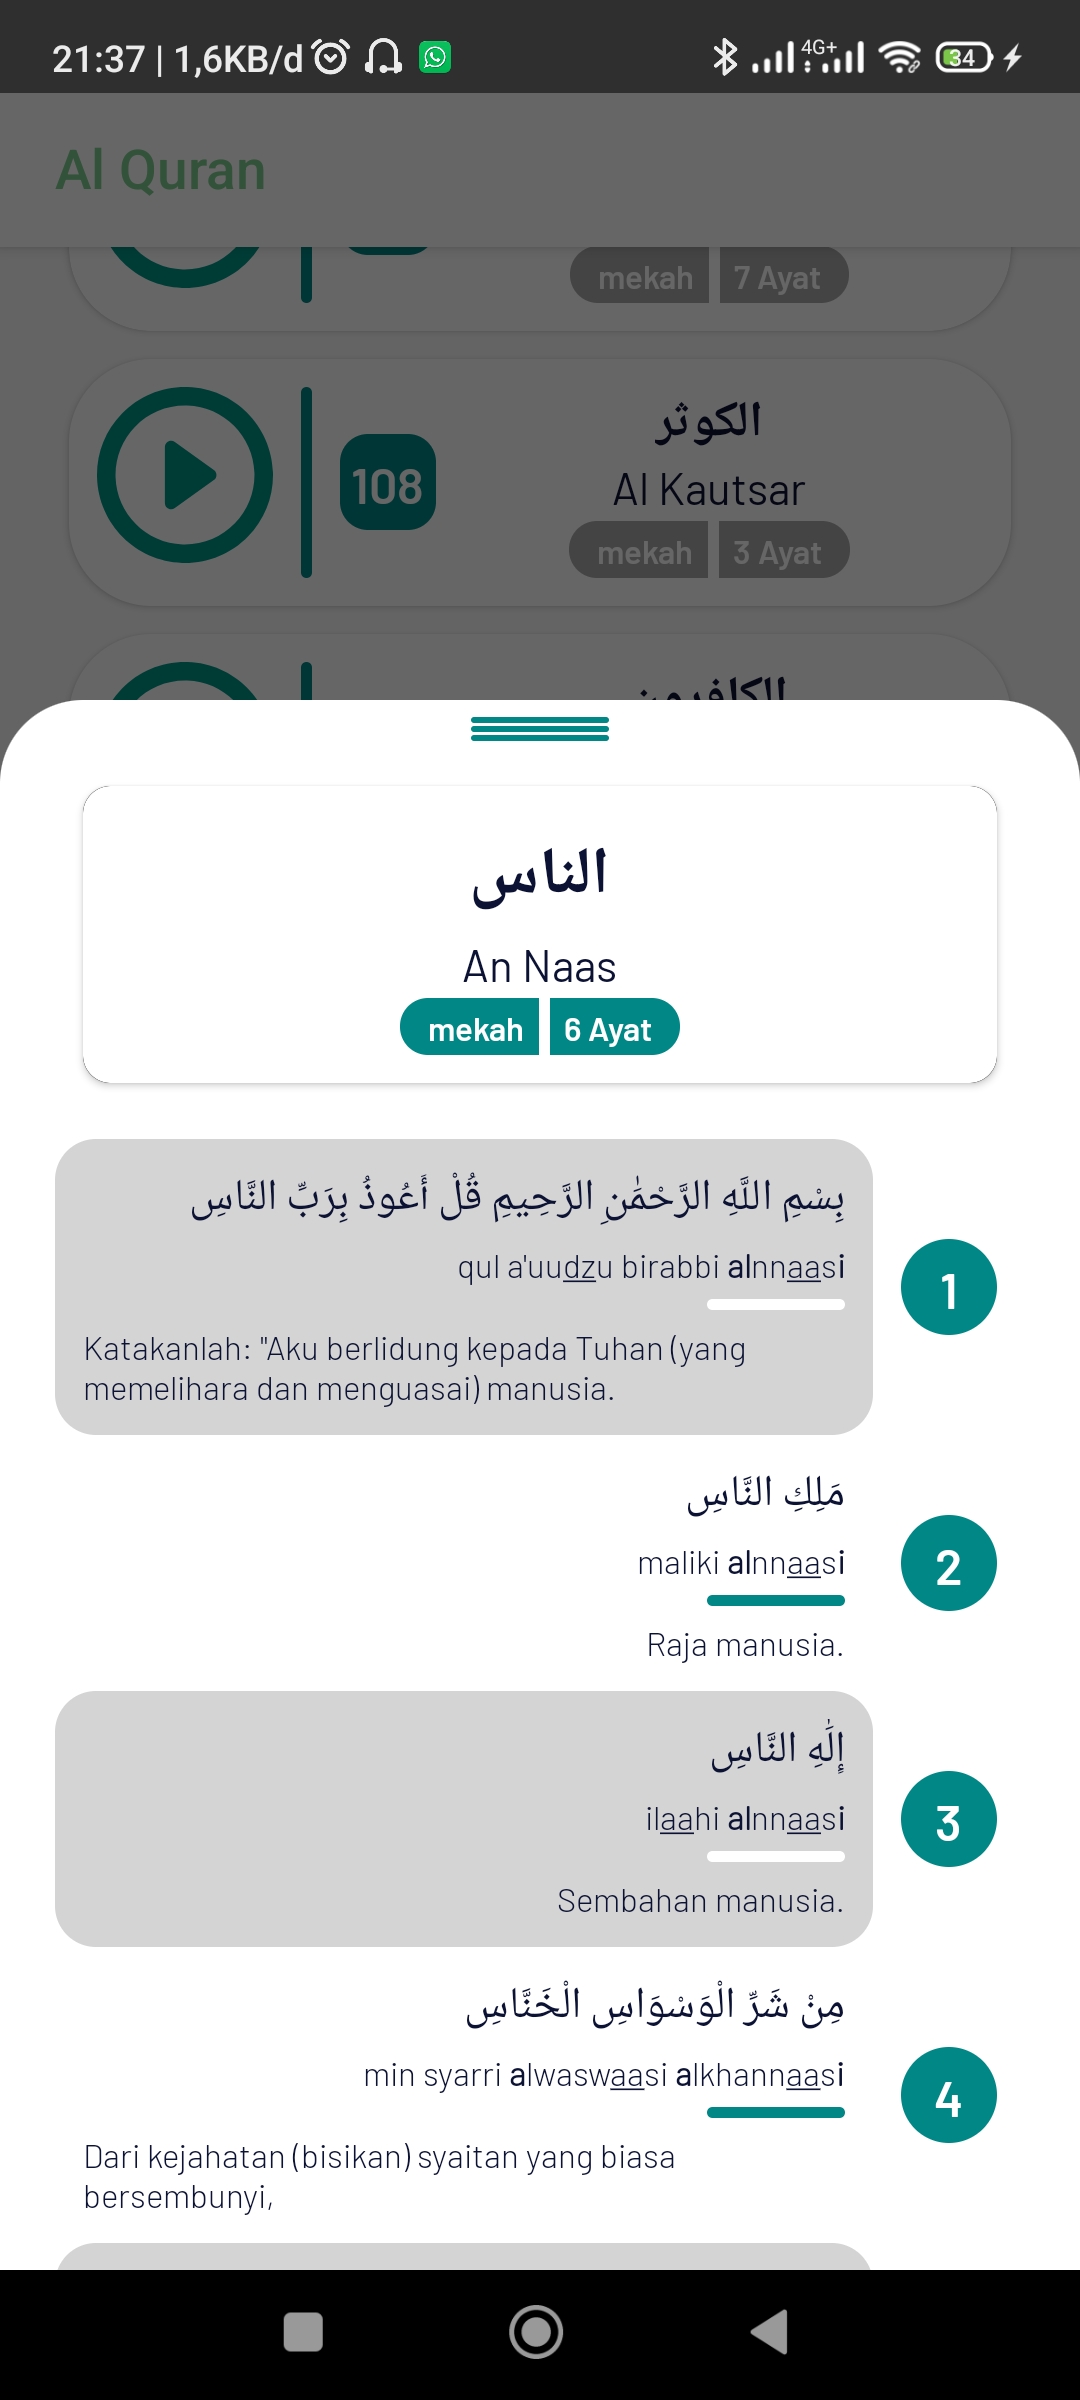 21:37 | 1,6KB/d
4G+
34
Al Quran
mekah
7 Ayat
الكوثر
108
Al Kautsar
mekah
3 Ayat
الكافرون
الناس
An Naas
mekah
6 Ayat
بِسْمِ اللَّهِ الرَّحْمَٰنِ الرَّحِيمِ قُلْ أَعُوذُ بِرَبِّ النَّاسِ
qul a'uudzu birabbi alnnaasi
1
Katakanlah: "Aku berlidung kepada Tuhan (yang
memelihara dan menguasai) manusia.
مَلِكِ النَّاسِ
maliki alnnaasi
2
Raja manusia.
إِلَٰهِ النَّاسِ
ilaahi alnnaasi
3
Sembahan manusia.
مِنْ شَرِّ الْوَسْوَاسِ الْخَنَّاسِ
min syarri alwaswaasi alkhannaasi
4
Dari kejahatan (bisikan) syaitan yang biasa
bersembunyi,